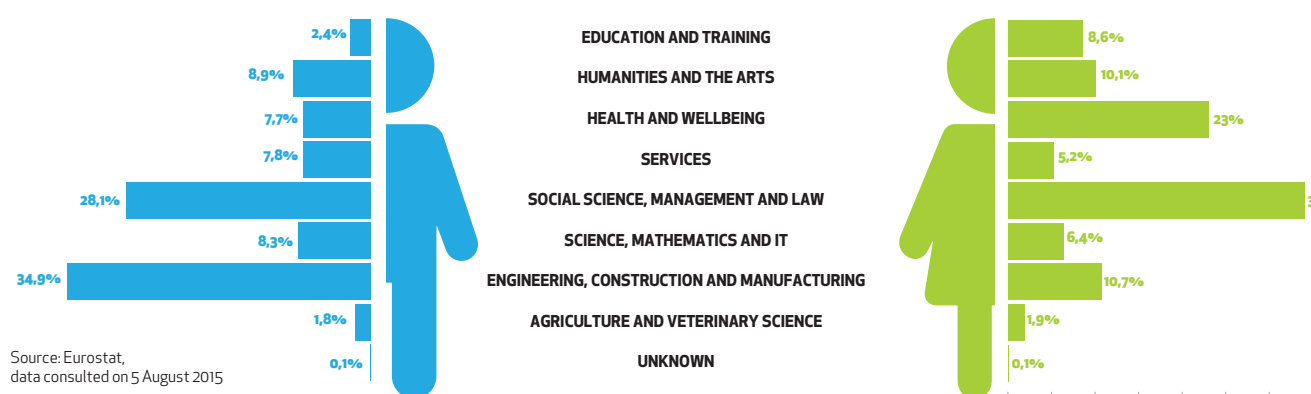 2,4% EDUCATION AND TRAINING 8,6%
8,9% HUMANITIES AND THE ARTS 10,1%
7,7% HEALTH AND WELLBEING 23%
7,8% SERVICES 5,2%
28,1% SOCIAL SCIENCE, MANAGEMENT AND LAW
8,3% SCIENCE, MATHEMATICS AND IT 6,4%
34,9% ENGINEERING, CONSTRUCTION AND MANUFACTURING 10,7%
1,8% AGRICULTURE AND VETERINARY SCIENCE 1,9%
0,1% UNKNOWN 0,1%
Source: Eurostat,
data consulted on 5 August 2015